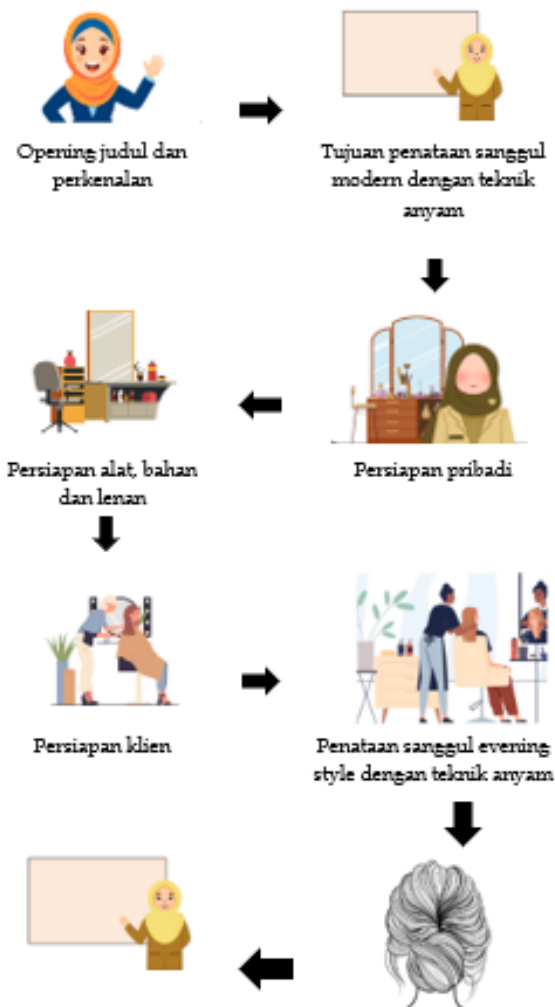 Opening judul dan
perkenalan
Tujuan penataan sanggul
modern dengan teknik
anyam
Persiapan pribadi
Persiapan alat, bahan
dan lenan
Persiapan klien
Penataan sanggul evening
style dengan teknik anyam